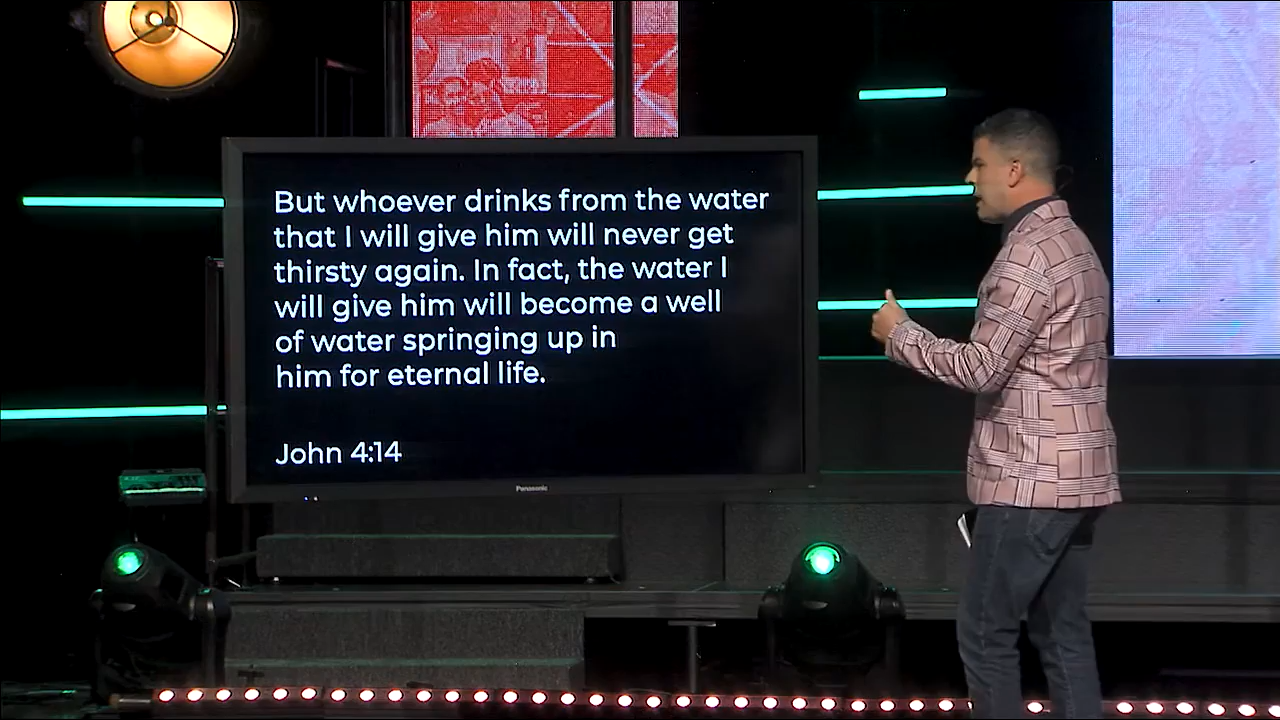 But whoever drinks from the water
that I will give him will never get
thirsty again. In fact, the water I
will give him will become a well
of water springing up in
him for eternal life.
John 4:14
Panasonic